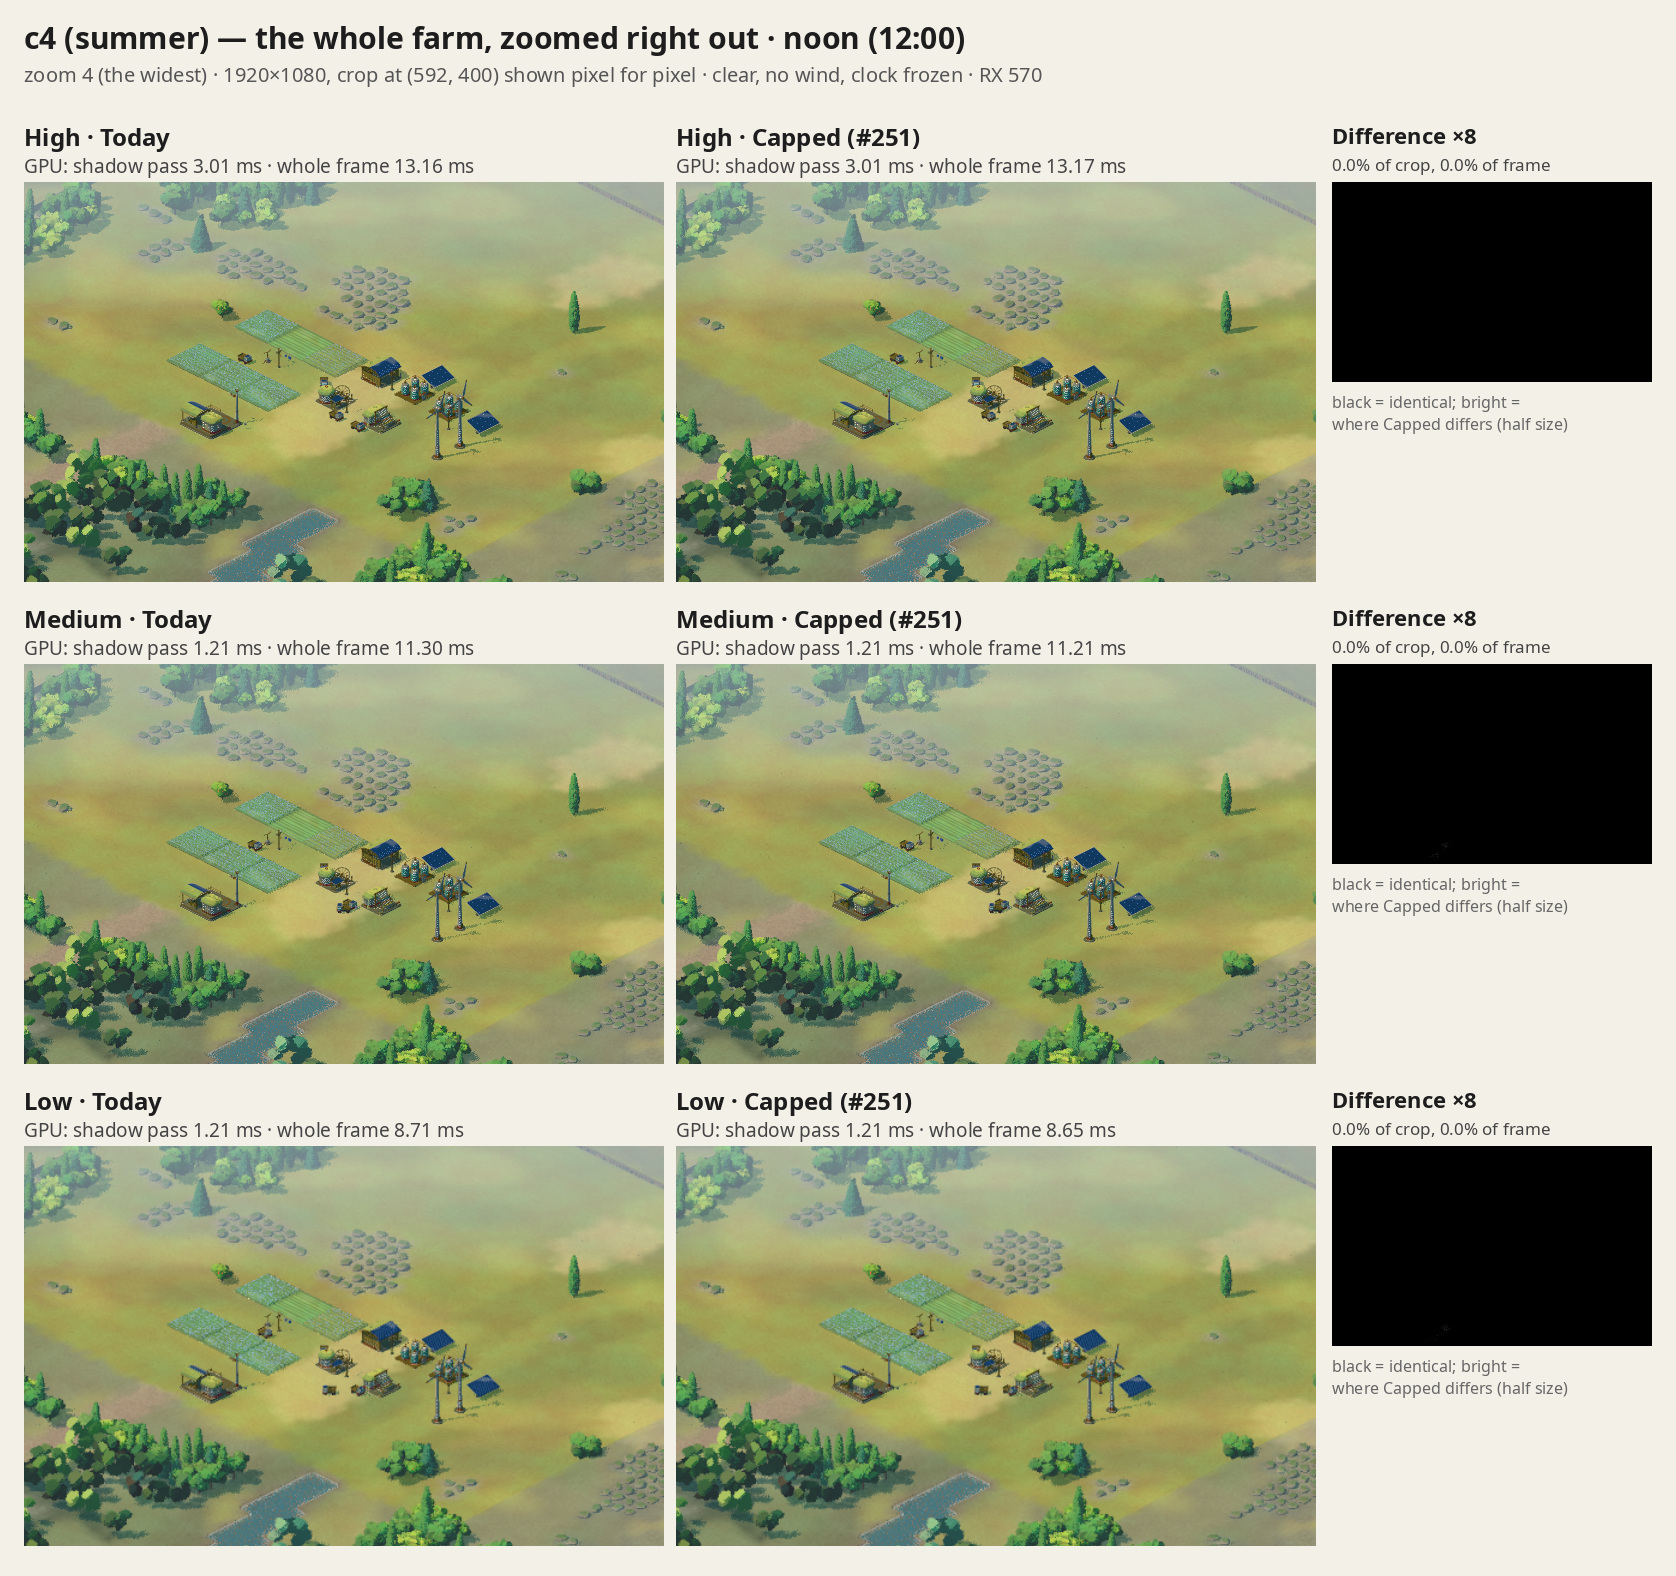 c4 (summer) — the whole farm, zoomed right out · noon (12:00)
zoom 4 (the widest) · 1920×1080, crop at (592, 400) shown pixel for pixel · clear, no wind, clock frozen · RX 570
High · Today
GPU: shadow pass 3.01 ms · whole frame 13.16 ms
High · Capped (#251)
GPU: shadow pass 3.01 ms · whole frame 13.17 ms
Difference ×8
0.0% of crop, 0.0% of frame
black = identical; bright =
where Capped differs (half size)
Medium · Today
GPU: shadow pass 1.21 ms · whole frame 11.30 ms
Medium · Capped (#251)
GPU: shadow pass 1.21 ms · whole frame 11.21 ms
Difference ×8
0.0% of crop, 0.0% of frame
black = identical; bright =
where Capped differs (half size)
Low · Today
GPU: shadow pass 1.21 ms · whole frame 8.71 ms
Low · Capped (#251)
GPU: shadow pass 1.21 ms · whole frame 8.65 ms
Difference ×8
0.0% of crop, 0.0% of frame
black = identical; bright =
where Capped differs (half size)